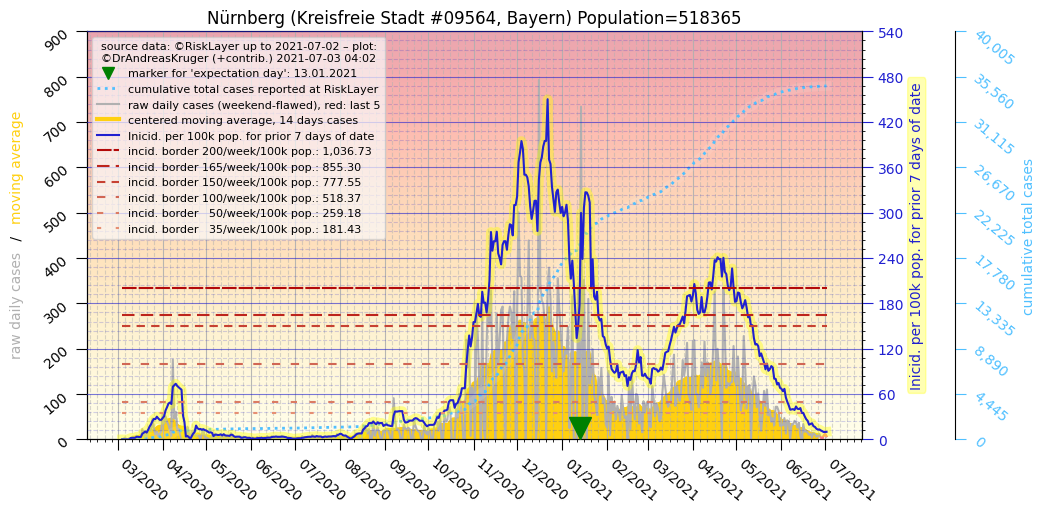 Nürnberg (Kreisfreie Stadt #09564, Bayern) Population=518365
source data: ©RiskLayer up to 2021-07-02 – plot:
©DrAndreasKruger (+contrib.) 2021-07-03 04:02
marker for 'expectation day': 13.01.2021
cumulative total cases reported at RiskLayer
raw daily cases (weekend-flawed), red: last 5
centered moving average, 14 days cases
Inicid. per 100k pop. for prior 7 days of date
incid. border 200/week/100k pop.: 1,036.73
incid. border 165/week/100k pop.: 855.30
incid. border 150/week/100k pop.: 777.55
incid. border 100/week/100k pop.: 518.37
incid. border 50/week/100k pop.: 259.18
incid. border 35/week/100k pop.: 181.43
raw daily cases / moving average
900
800
700
600
500
400
300
200
100
0
540
480
420
360
300
240
180
120
60
0
Inicid. per 100k pop. for prior 7 days of date
40,005
35,560
31,115
26,670
22,225
17,780
13,335
8,890
4,445
0
cumulative total cases
03/2020
04/2020
05/2020
06/2020
07/2020
08/2020
09/2020
10/2020
11/2020
12/2020
01/2021
02/2021
03/2021
04/2021
05/2021
06/2021
07/2021